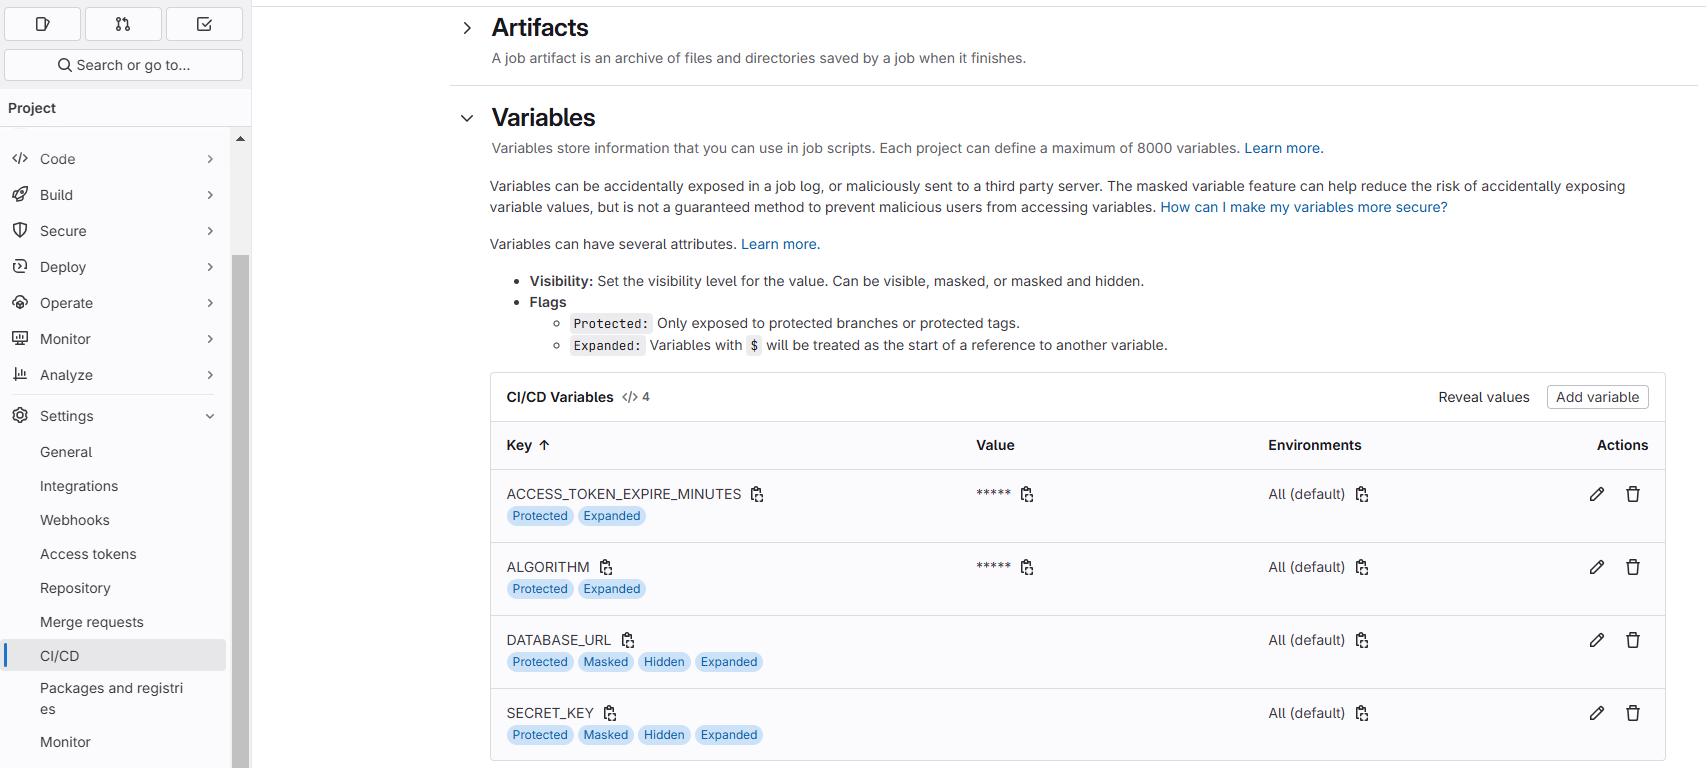 Search or go to...
Project
Code
Build
Secure
Deploy
Operate
Monitor
Analyze
Settings
General
Integrations
Webhooks
Access tokens
Repository
Merge requests
CI/CD
Packages and registri
es
Monitor
Artifacts
A job artifact is an archive of files and directories saved by a job when it finishes.
Variables
Variables store information that you can use in job scripts. Each project can define a maximum of 8000 variables. Learn more.
Variables can be accidentally exposed in a job log, or maliciously sent to a third party server. The masked variable feature can help reduce the risk of accidentally exposing
variable values, but is not a guaranteed method to prevent malicious users from accessing variables. How can I make my variables more secure?
Variables can have several attributes. Learn more.
• Visibility: Set the visibility level for the value. Can be visible, masked, or masked and hidden.
• Flags
◦ Protected: Only exposed to protected branches or protected tags.
◦ Expanded: Variables with $ will be treated as the start of a reference to another variable.
CI/CD Variables </> 4 Reveal values Add variable
Key ↑ Value Environments Actions
ACCESS_TOKEN_EXPIRE_MINUTES ***** All (default)
Protected Expanded
ALGORITHM ***** All (default)
Protected Expanded
DATABASE_URL All (default)
Protected Masked Hidden Expanded
SECRET_KEY All (default)
Protected Masked Hidden Expanded